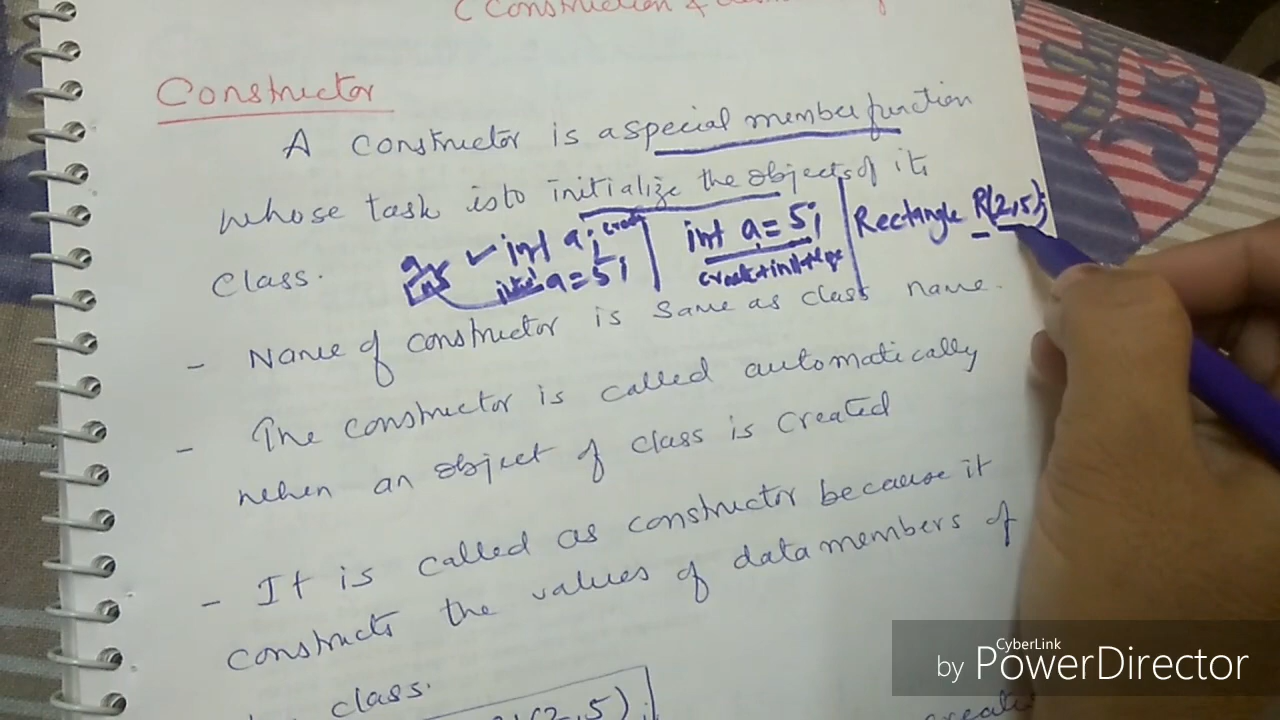 ( Construction &
Constructor
A constructor is a special member function
whose task is to initialize the objects of its
class.
int a; | int a = 5; | Rectangle R(2,5);
a = 5;
- Name of constructor is same as class name.
- The constructor is called automatically
when an object of class is created
- It is called as constructor because it
constructs the values of data members of
class.
(2,5)
CyberLink
by PowerDirector